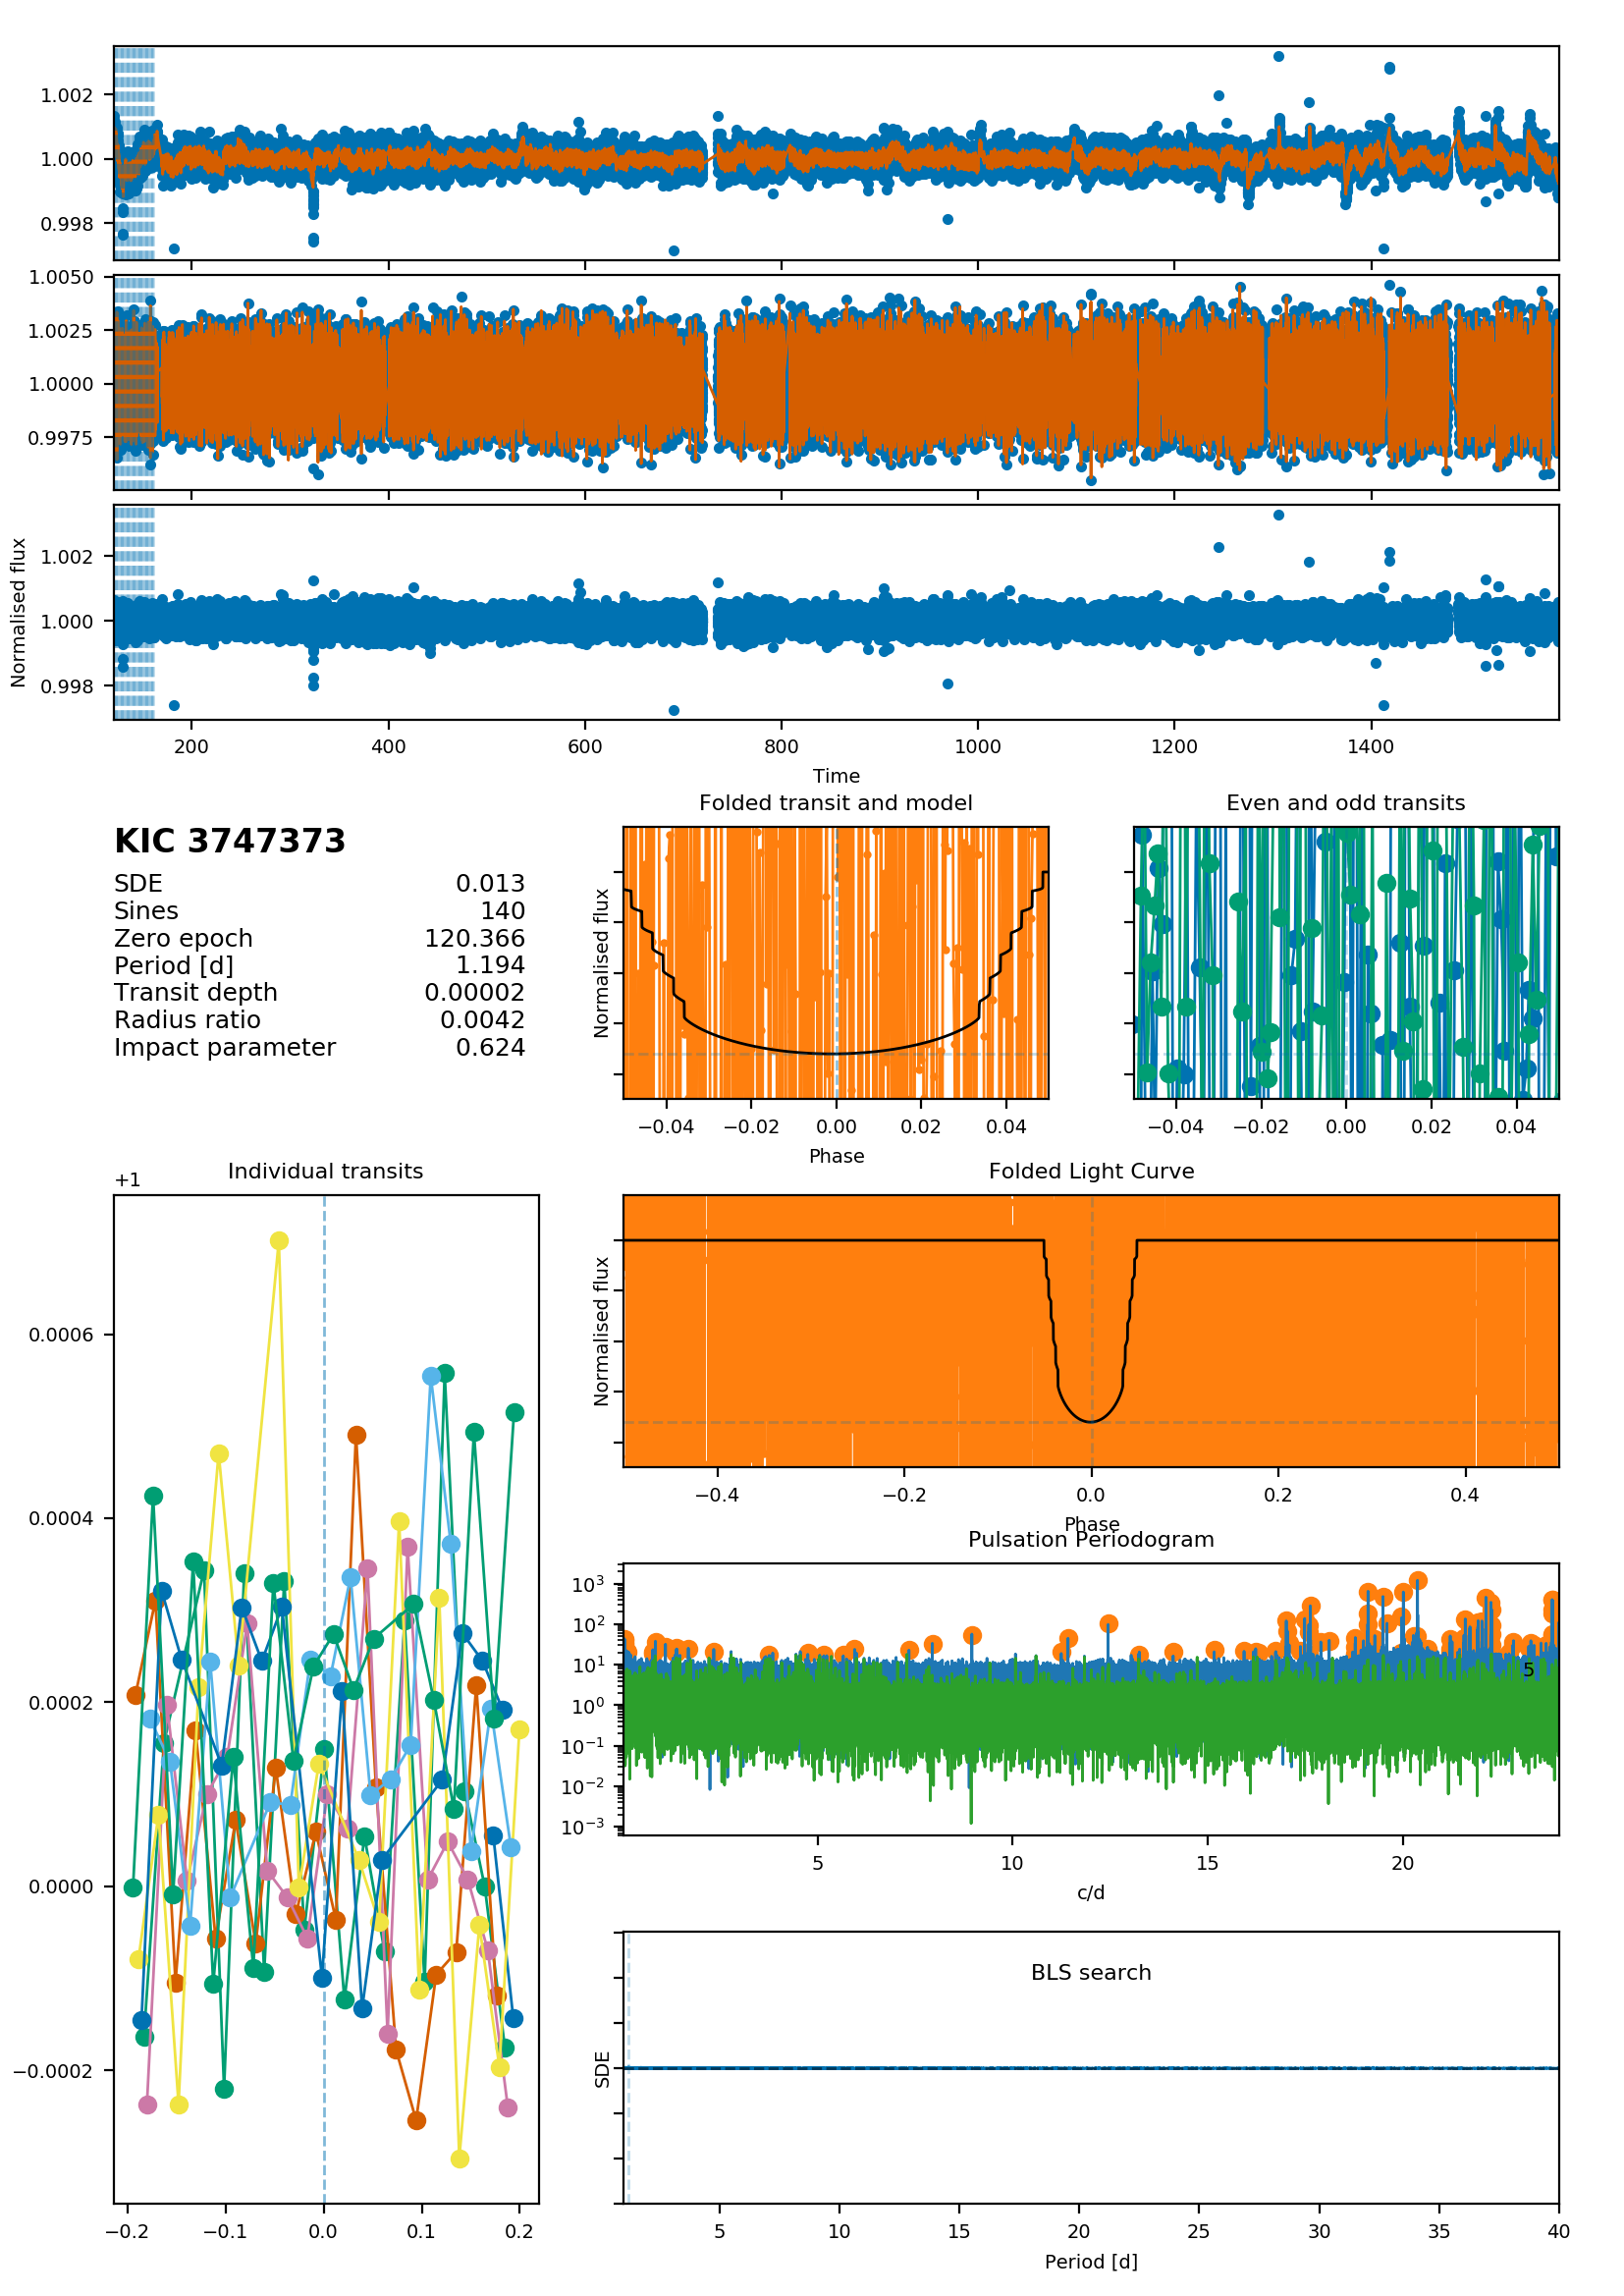 1.002
1.000
0.998
1.0050
1.0025
1.0000
0.9975
1.002
1.000
0.998
Normalised flux
200 400 600 800 1000 1200 1400
Time
KIC 3747373
SDE 0.013
Sines 140
Zero epoch 120.366
Period [d] 1.194
Transit depth 0.00002
Radius ratio 0.0042
Impact parameter 0.624
Folded transit and model
Normalised flux
−0.04 −0.02 0.00 0.02 0.04
Phase
Even and odd transits
−0.04 −0.02 0.00 0.02 0.04
Individual transits
+1
0.0006
0.0004
0.0002
0.0000
−0.0002
−0.2 −0.1 0.0 0.1 0.2
Folded Light Curve
Normalised flux
−0.4 −0.2 0.0 0.2 0.4
Phase
Pulsation Periodogram
10³
10²
10¹
10⁰
10⁻¹
10⁻²
10⁻³
5
5 10 15 20
c/d
BLS search
SDE
5 10 15 20 25 30 35 40
Period [d]